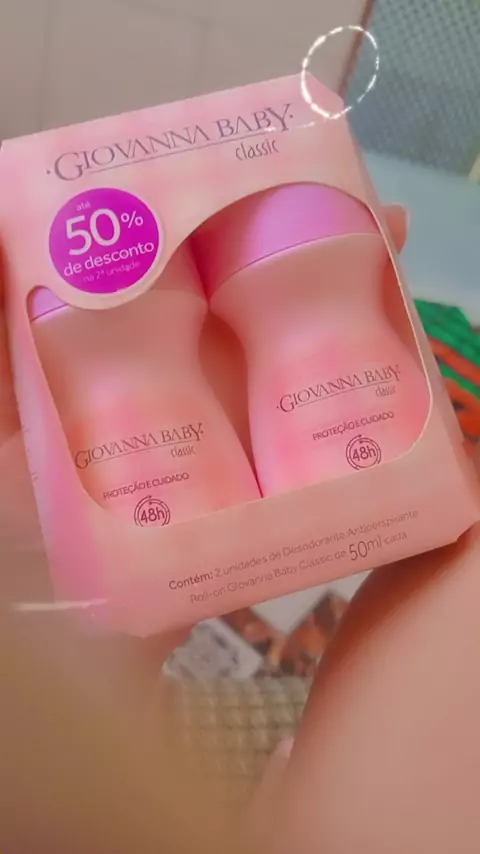 ·GIOVANNA BABY·
classic
até
50%
de desconto
na 2ª unidade
GIOVANNA BABY·
classic
PROTEÇÃO E CUIDADO
48h
·GIOVANNA BABY·
classic
PROTEÇÃO E CUIDADO
48h
Contém: 2 unidades de Desodorante Antiperspirante
Roll-on Giovanna Baby Classic de 50ml cada